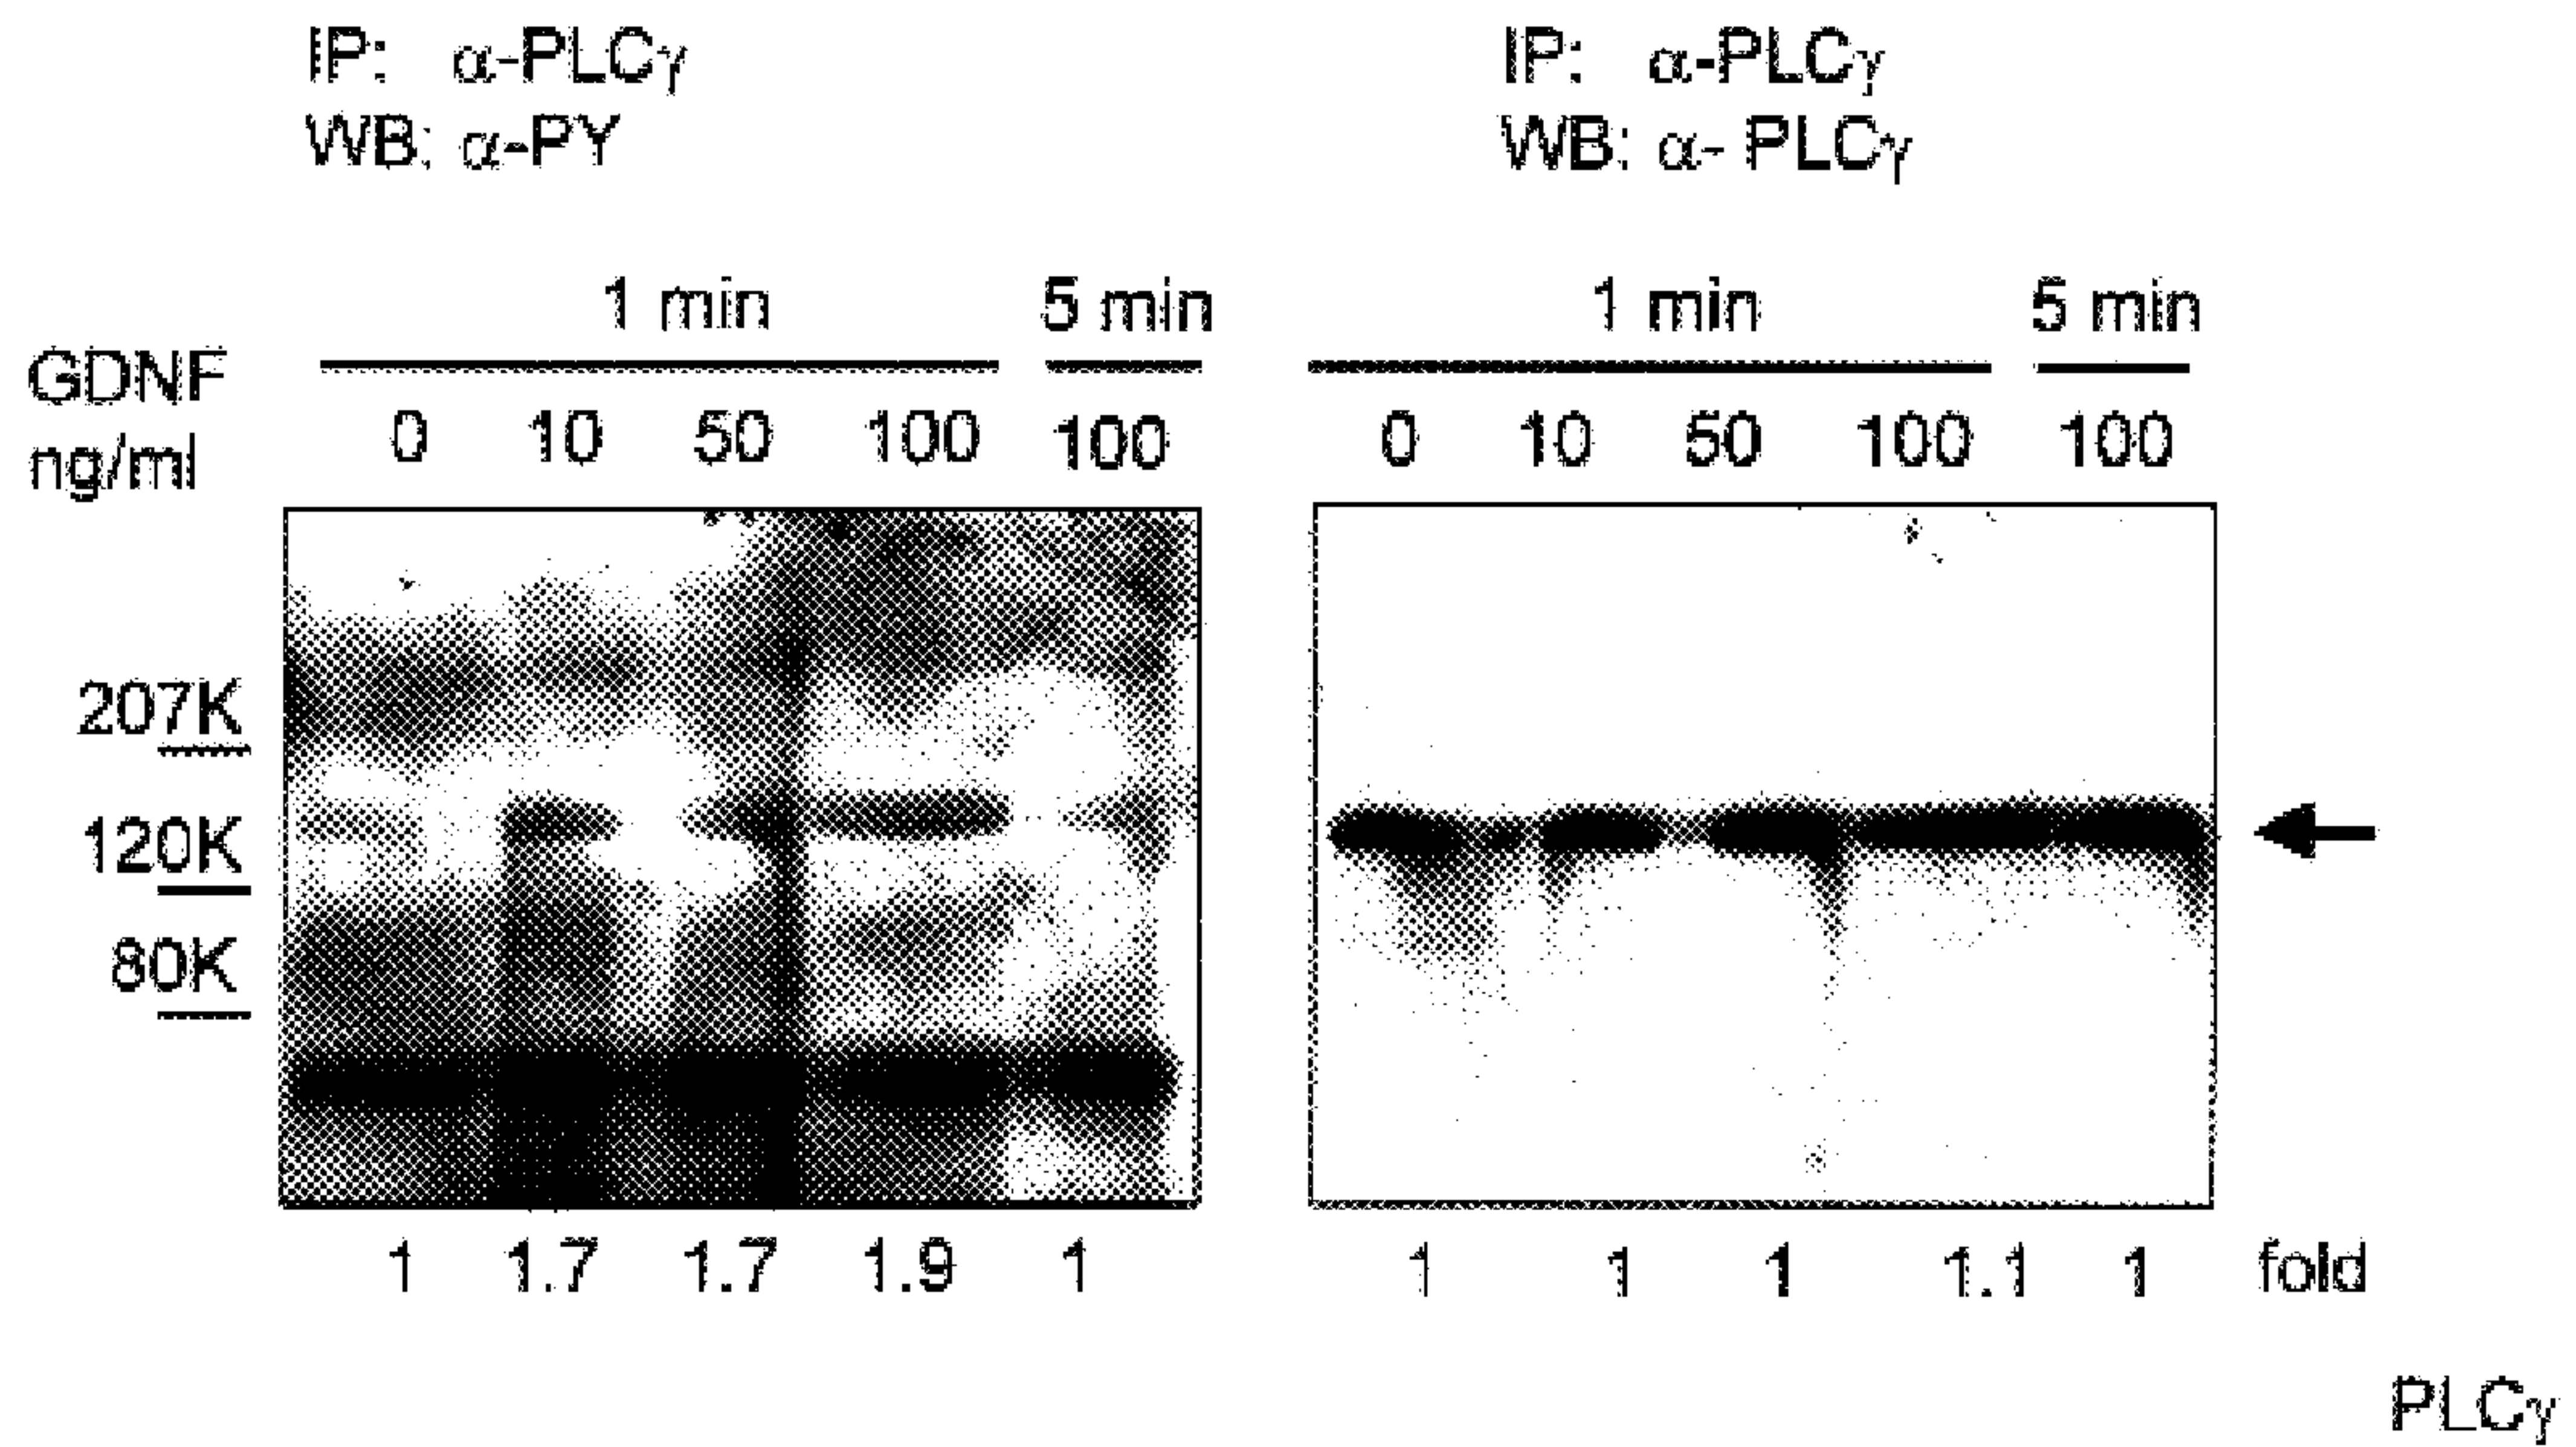 IP: α-PLCγ
WB: α-PY
IP: α-PLCγ
WB: α- PLCγ
1 min 5 min
1 min 5 min
GDNF
ng/ml
0 10 50 100 100
0 10 50 100 100
207K
120K
80K
1 1.7 1.7 1.9 1
1 1 1 1.1 1 fold
PLCγ